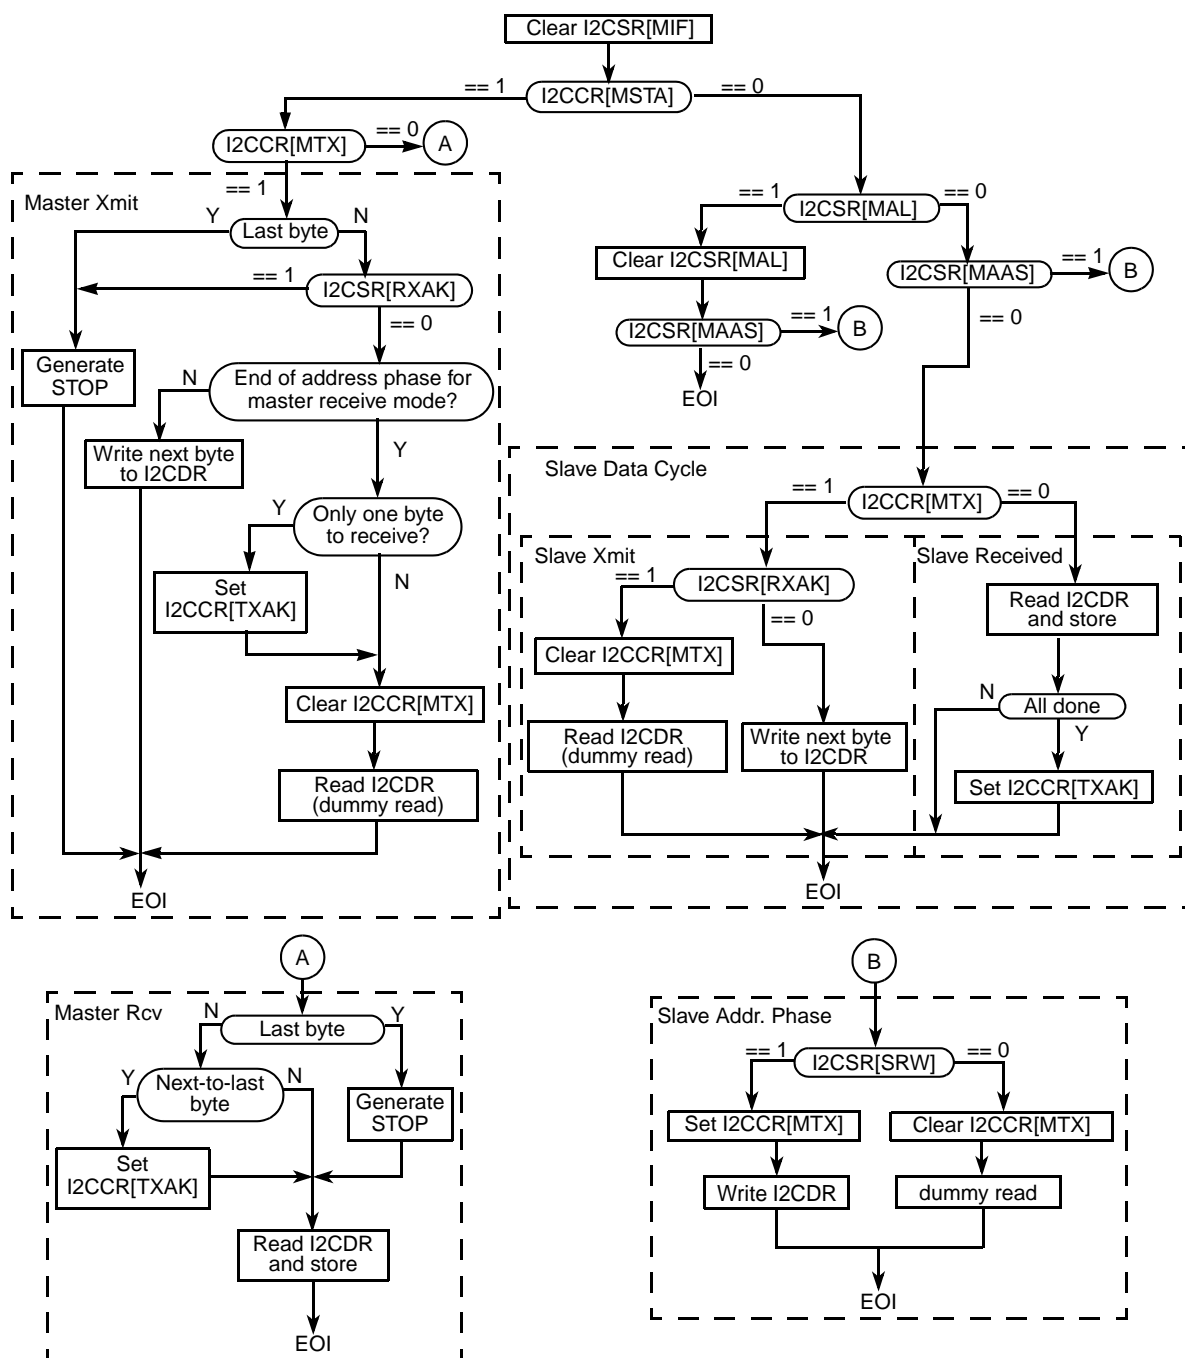 Clear I2CSR[MIF]
== 1
I2CCR[MSTA]
== 0
I2CCR[MTX]
== 0
A
== 1
Master Xmit
Y
Last byte
N
== 1
I2CSR[RXAK]
== 0
Generate
STOP
N
End of address phase for
master receive mode?
Y
Write next byte
to I2CDR
Y
Only one byte
to receive?
N
Set
I2CCR[TXAK]
Clear I2CCR[MTX]
Read I2CDR
(dummy read)
EOI
== 1
I2CSR[MAL]
== 0
Clear I2CSR[MAL]
I2CSR[MAAS]
== 1
B
== 0
EOI
I2CSR[MAAS]
== 1
B
== 0
Slave Data Cycle
== 1
I2CCR[MTX]
== 0
Slave Xmit
== 1
I2CSR[RXAK]
== 0
Clear I2CCR[MTX]
Read I2CDR
(dummy read)
Write next byte
to I2CDR
Slave Received
Read I2CDR
and store
N
All done
Y
Set I2CCR[TXAK]
EOI
A
Master Rcv
N
Last byte
Y
Y
Next-to-last
byte
N
Generate
STOP
Set
I2CCR[TXAK]
Read I2CDR
and store
EOI
B
Slave Addr. Phase
== 1
I2CSR[SRW]
== 0
Set I2CCR[MTX]
Clear I2CCR[MTX]
Write I2CDR
dummy read
EOI